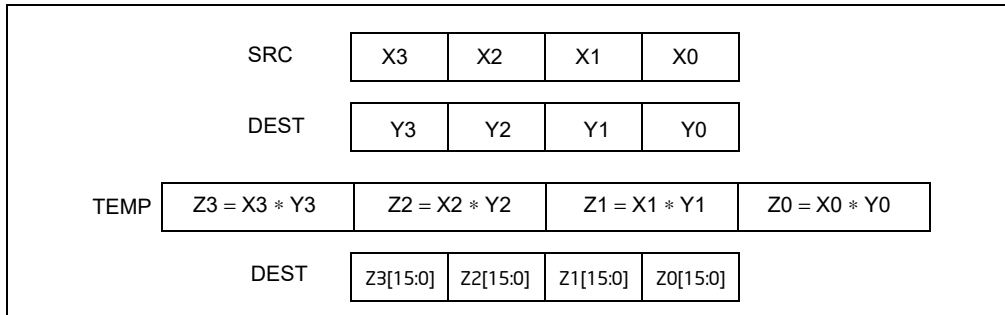 SRC X3 X2 X1 X0
DEST Y3 Y2 Y1 Y0
TEMP Z3 = X3 ∗ Y3 Z2 = X2 ∗ Y2 Z1 = X1 ∗ Y1 Z0 = X0 ∗ Y0
DEST Z3[15:0] Z2[15:0] Z1[15:0] Z0[15:0]